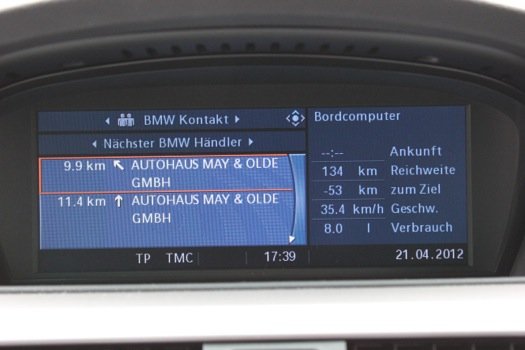 BMW Kontakt
Nächster BMW Händler
9.9 km AUTOHAUS MAY & OLDE
GMBH
11.4 km AUTOHAUS MAY & OLDE
GMBH
TP TMC 17:39
Bordcomputer
--:-- Ankunft
134 km Reichweite
-53 km zum Ziel
35.4 km/h Geschw.
8.0 l Verbrauch
21.04.2012